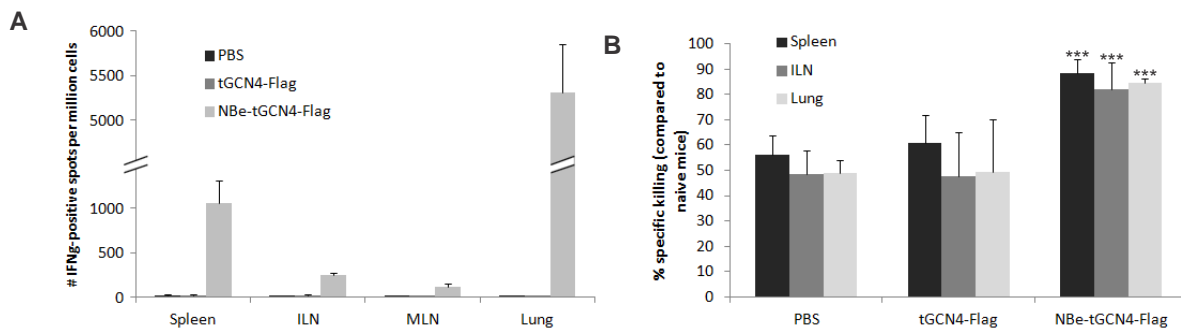 A
# IFNg-positive spots per million cells
6000
5500
5000
1000
500
0
PBS
tGCN4-Flag
NBe-tGCN4-Flag
Spleen
ILN
MLN
Lung
B
% specific killing (compared to
naive mice)
100
90
80
70
60
50
40
30
20
10
0
Spleen
ILN
Lung
***
***
***
PBS
tGCN4-Flag
NBe-tGCN4-Flag